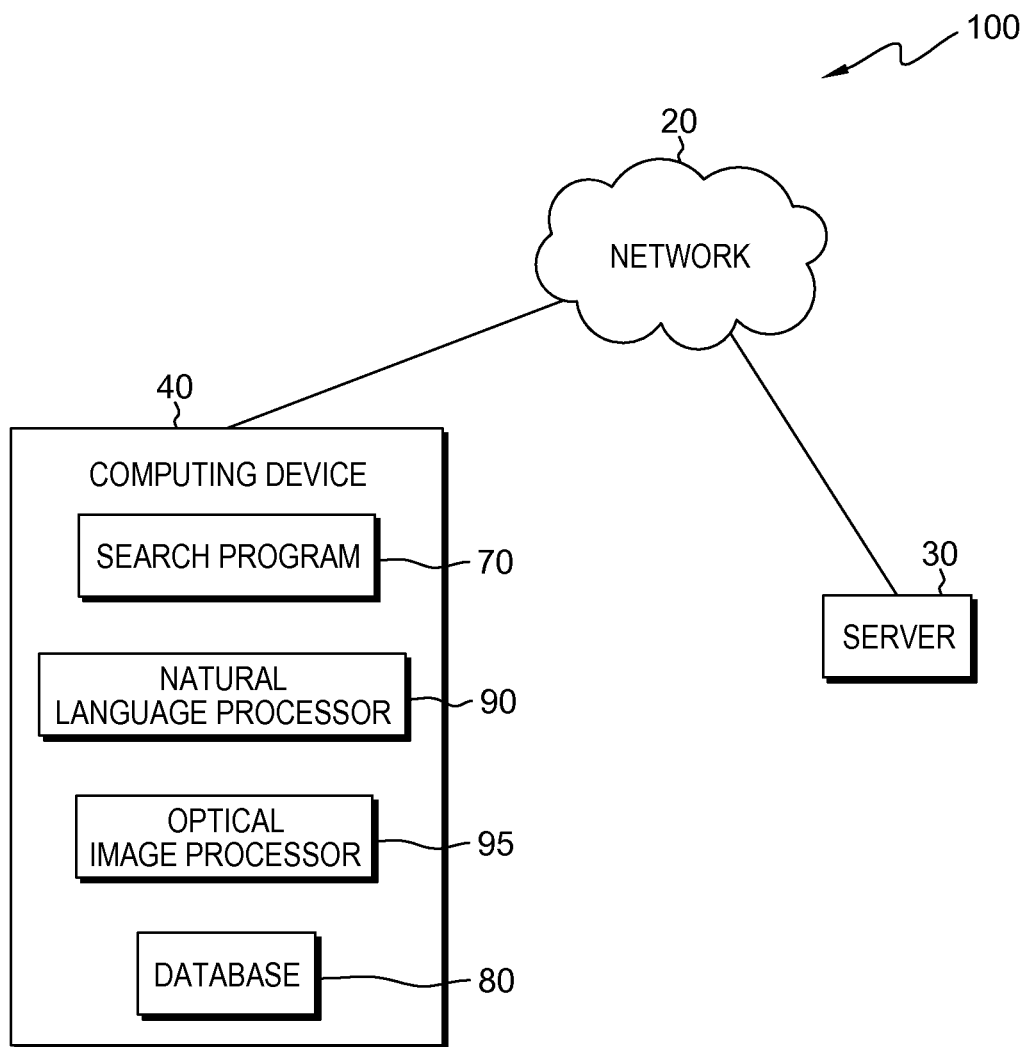 100
20
NETWORK
40
COMPUTING DEVICE
SEARCH PROGRAM
70
30
SERVER
NATURAL
LANGUAGE PROCESSOR
90
OPTICAL
IMAGE PROCESSOR
95
DATABASE
80